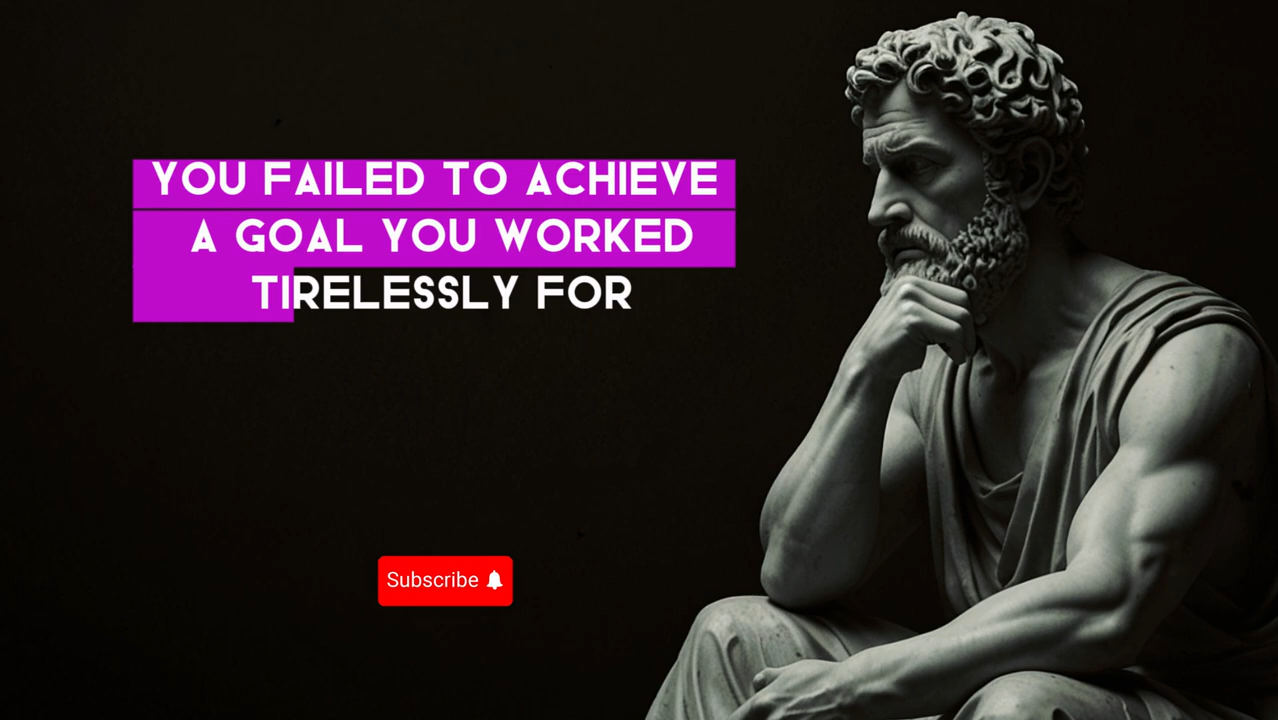 YOU FAILED TO ACHIEVE
A GOAL YOU WORKED
TIRELESSLY FOR
Subscribe